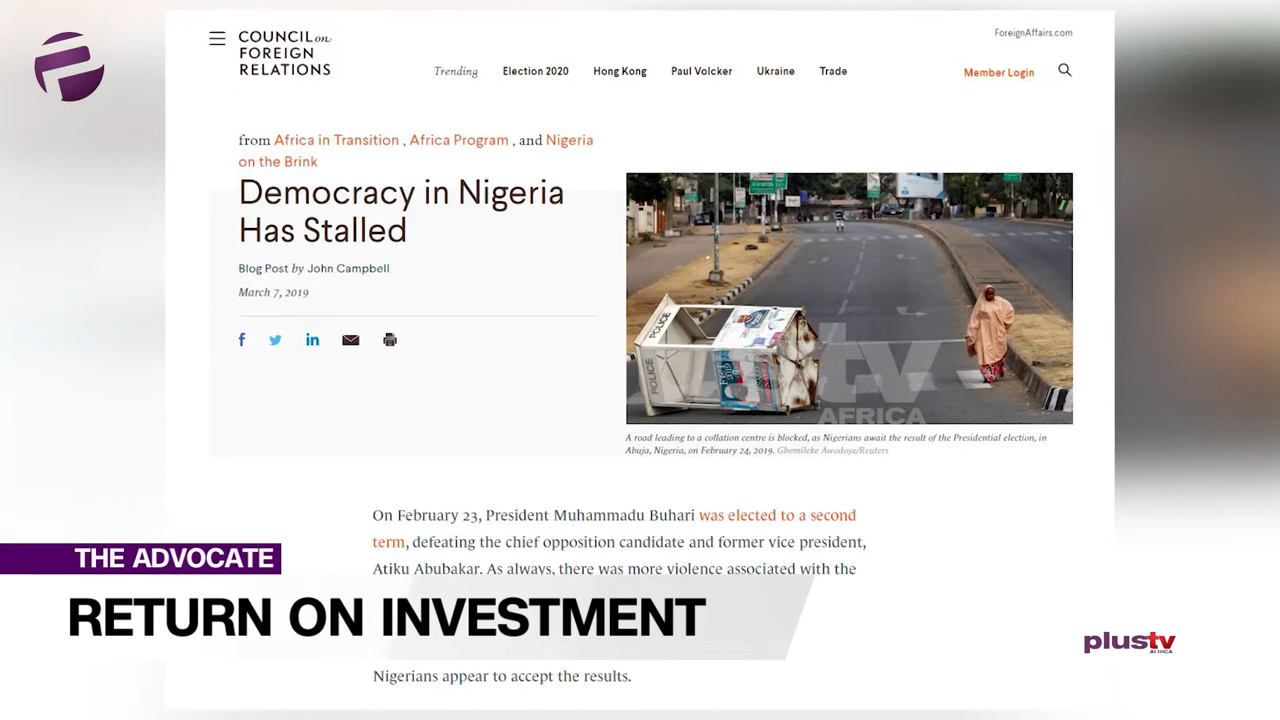 COUNCIL on
FOREIGN
RELATIONS
ForeignAffairs.com
Trending Election 2020 Hong Kong Paul Volcker Ukraine Trade
Member Login
from Africa in Transition , Africa Program , and Nigeria
on the Brink
Democracy in Nigeria
Has Stalled
Blog Post by John Campbell
March 7, 2019
POLICE
POLICE
tv
AFRICA
A road leading to a collation centre is blocked, as Nigerians await the result of the Presidential election, in
Abuja, Nigeria, on February 24, 2019. Gbemileke Awodoye/Reuters
On February 23, President Muhammadu Buhari was elected to a second
term, defeating the chief opposition candidate and former vice president,
Atiku Abubakar. As always, there was more violence associated with the
THE ADVOCATE
RETURN ON INVESTMENT
plustv
AFRICA
Nigerians appear to accept the results.